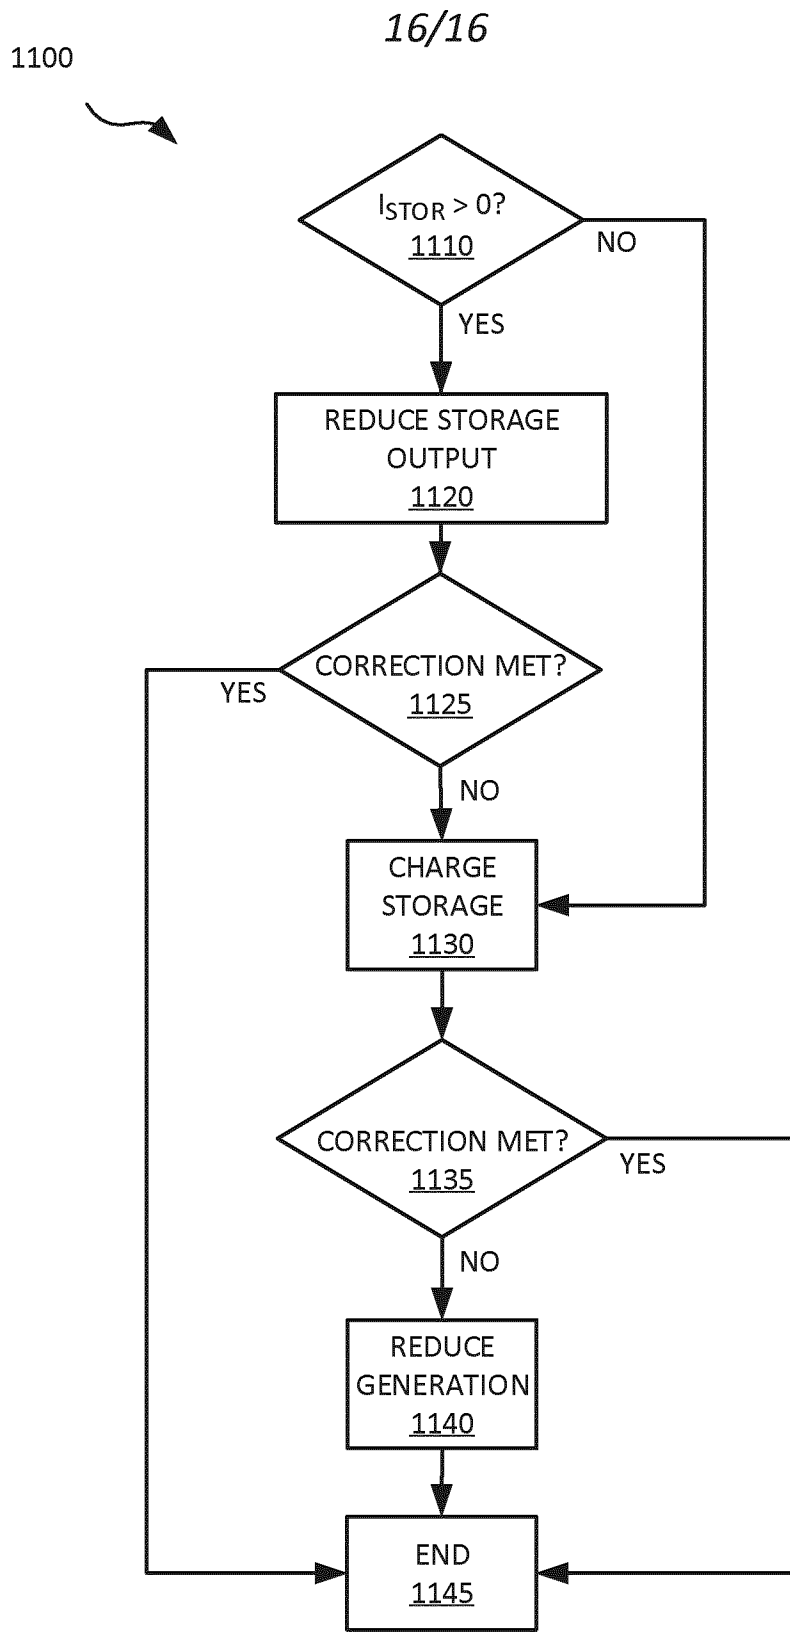 16/16
1100
ISTOR > 0?
1110
NO
YES
REDUCE STORAGE
OUTPUT
1120
CORRECTION MET?
1125
YES
NO
CHARGE
STORAGE
1130
CORRECTION MET?
1135
YES
NO
REDUCE
GENERATION
1140
END
1145